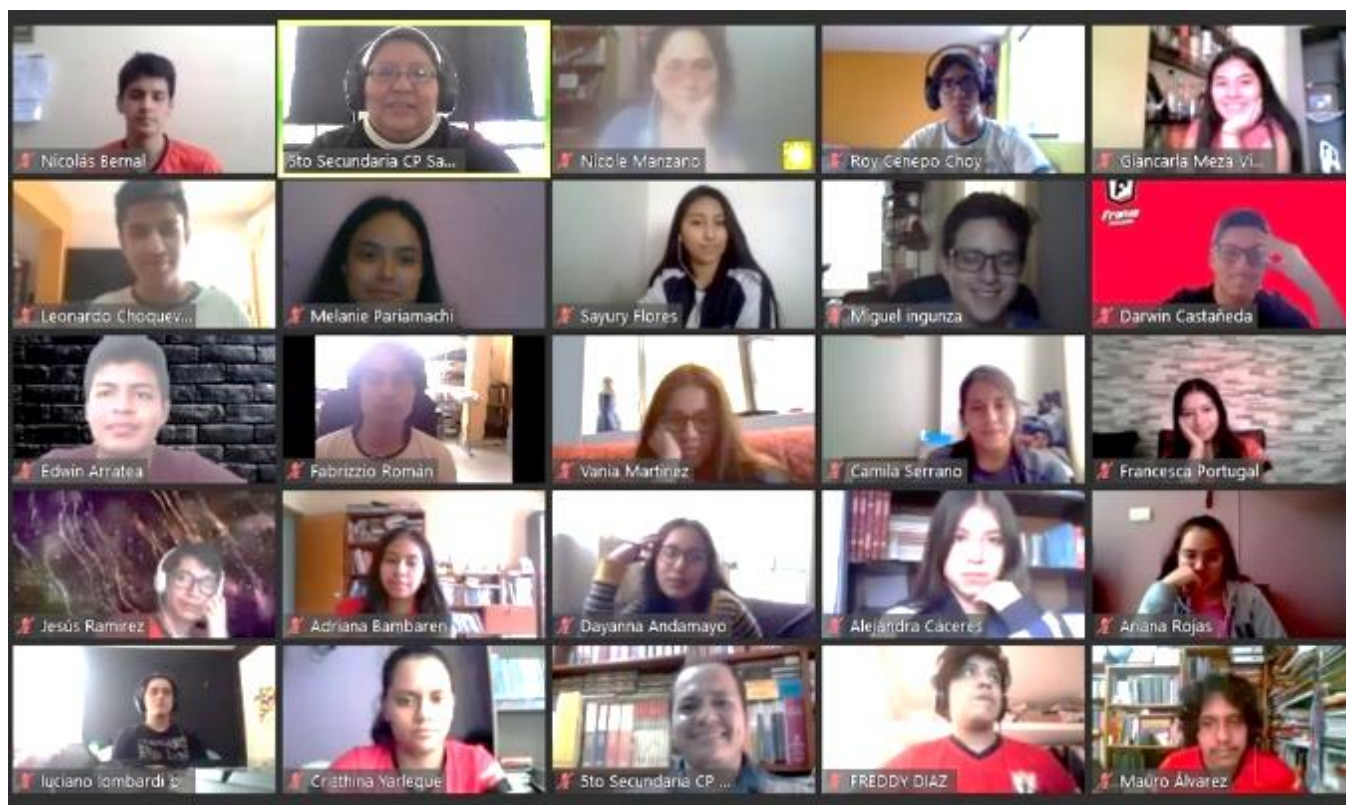 Nicolás Bernal
5to Secundaria CP Sa...
Nicole Manzano
Roy Cenepo Choy
Giancarla Meza Vi...
Leonardo Choquev...
Melanie Pariamachi
Sayury Flores
Miguel ingunza
Darwin Castañeda
Edwin Arratea
Fabrizzio Román
Vania Martinez
Camila Serrano
Francesca Portugal
Jesús Ramirez
Adriana Bambaren
Dayanna Andamayo
Alejandra Cáceres
Ariana Rojas
luciano lombardi p
Cristhina Yarleque
5to Secundaria CP ...
FREDDY DIAZ
Mauro Álvarez